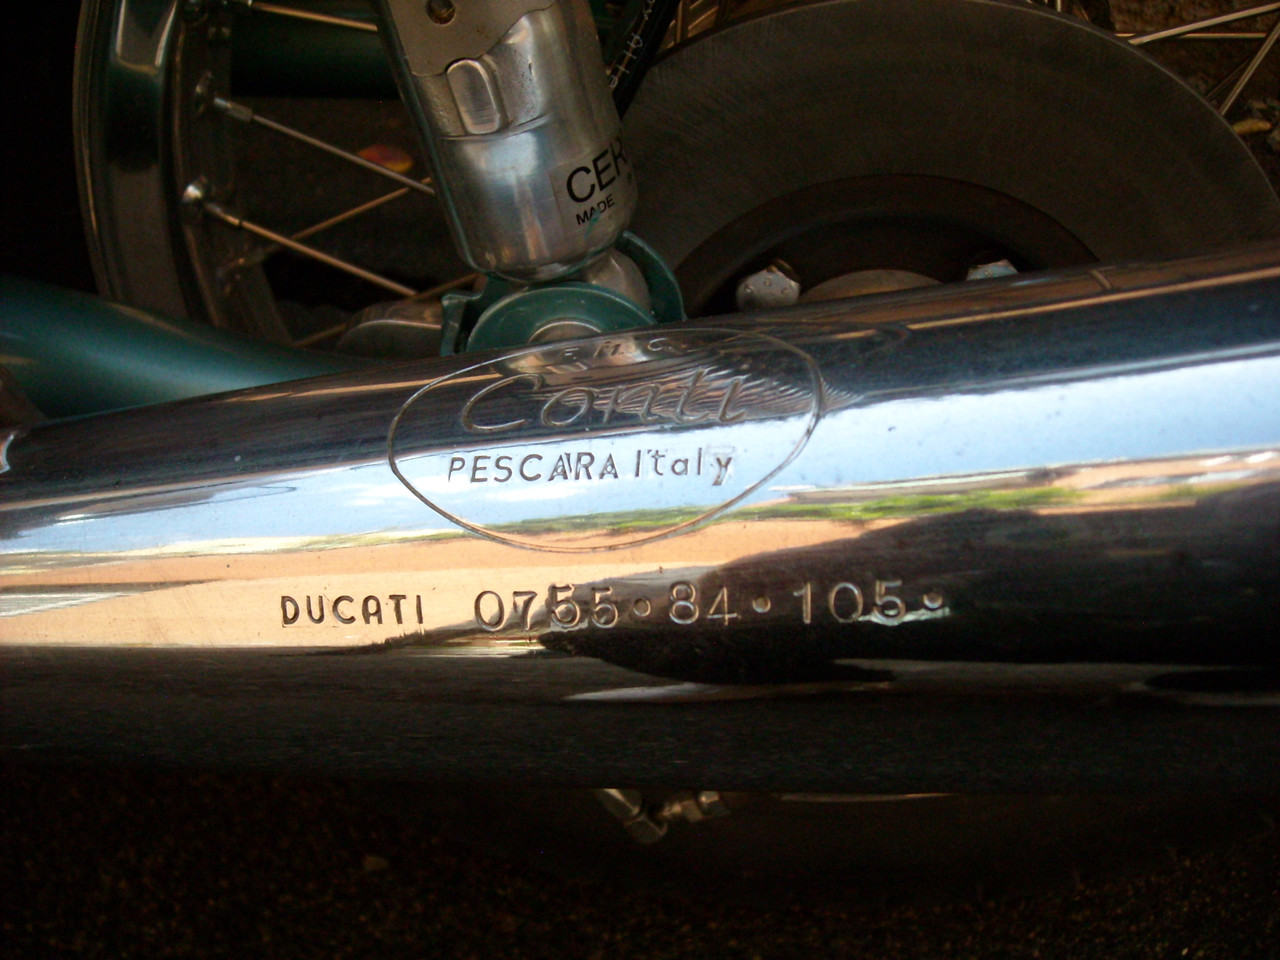 CER
MADE
Conti
PESCARA Italy
DUCATI 0755•84•105•